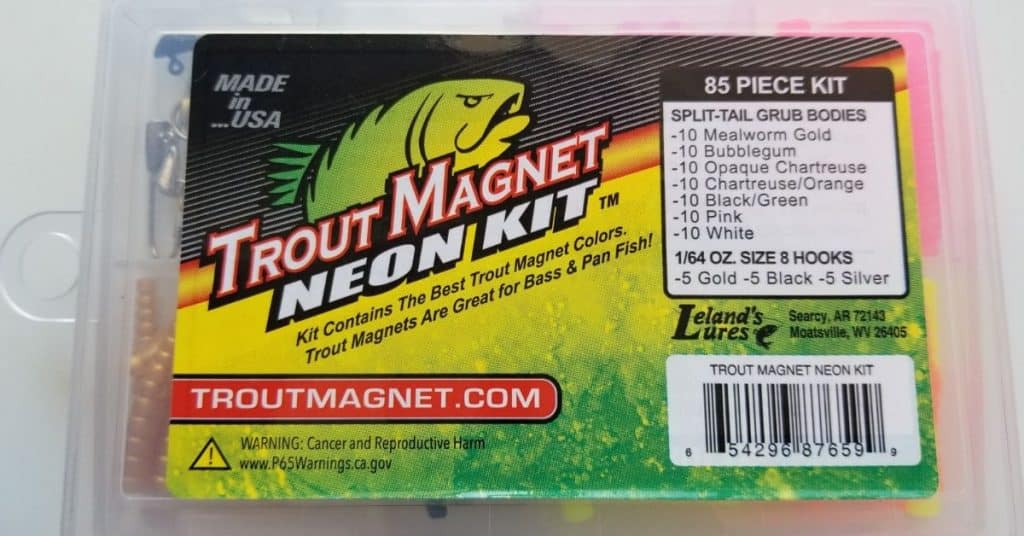 MADE
in
...USA
TROUT MAGNET
NEON KIT™
Kit Contains The Best Trout Magnet Colors.
Trout Magnets Are Great for Bass & Pan Fish!
TROUTMAGNET.COM
WARNING: Cancer and Reproductive Harm
www.P65Warnings.ca.gov
85 PIECE KIT
SPLIT-TAIL GRUB BODIES
-10 Mealworm Gold
-10 Bubblegum
-10 Opaque Chartreuse
-10 Chartreuse/Orange
-10 Black/Green
-10 Pink
-10 White
1/64 OZ. SIZE 8 HOOKS
-5 Gold -5 Black -5 Silver
Leland's
Lures
Searcy, AR 72143
Moatsville, WV 26405
TROUT MAGNET NEON KIT
6 54296 87659 9